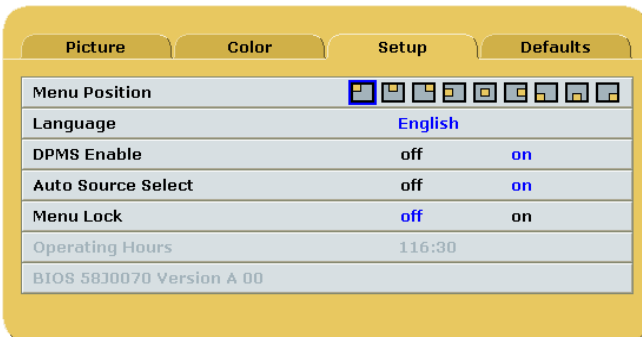 Picture Color Setup Defaults
Menu Position
Language English
DPMS Enable off on
Auto Source Select off on
Menu Lock off on
Operating Hours 116:30
BIOS 58J0070 Version A 00